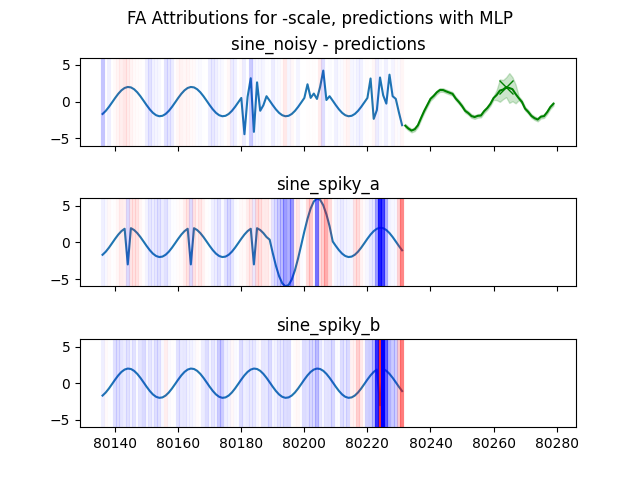 FA Attributions for -scale, predictions with MLP
sine_noisy - predictions
5
0
−5
sine_spiky_a
5
0
−5
sine_spiky_b
5
0
−5
80140 80160 80180 80200 80220 80240 80260 80280